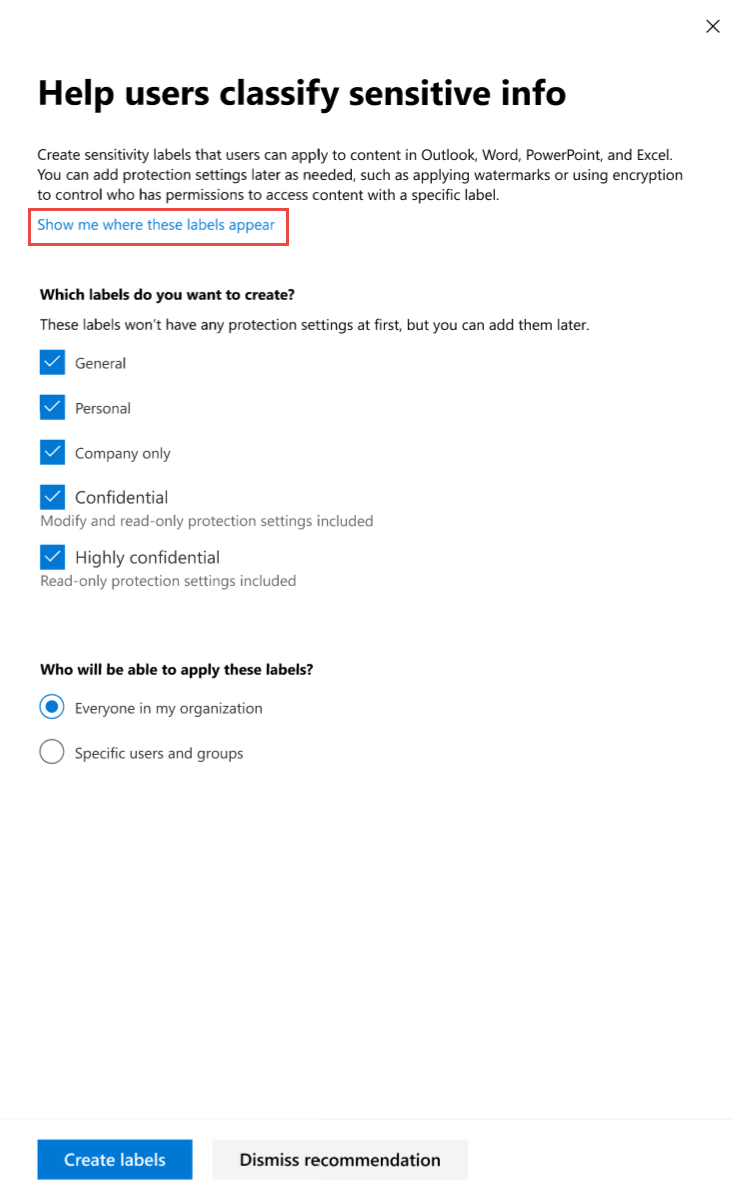 Help users classify sensitive info
Create sensitivity labels that users can apply to content in Outlook, Word, PowerPoint, and Excel.
You can add protection settings later as needed, such as applying watermarks or using encryption
to control who has permissions to access content with a specific label.
Show me where these labels appear
Which labels do you want to create?
These labels won't have any protection settings at first, but you can add them later.
General
Personal
Company only
Confidential
Modify and read-only protection settings included
Highly confidential
Read-only protection settings included
Who will be able to apply these labels?
Everyone in my organization
Specific users and groups
Create labels
Dismiss recommendation